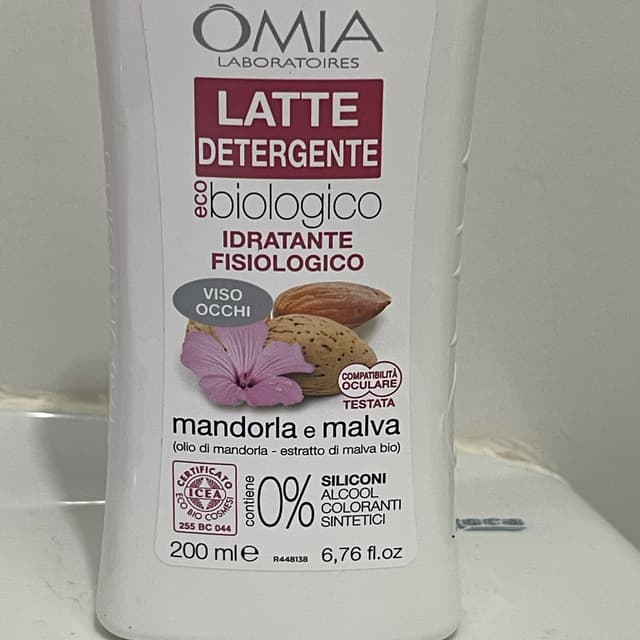 ÔMIA
LABORATOIRES
LATTE
DETERGENTE
eco biologico
IDRATANTE
FISIOLOGICO
VISO
OCCHI
COMPATIBILITÀ
OCULARE
TESTATA
mandorla e malva
(olio di mandorla - estratto di malva bio)
CERTIFICATO
ICEA
ECO BIO COSMESI
255 BC 044
contiene
0%
SILICONI
ALCOOL
COLORANTI
SINTETICI
200 ml e 6,76 fl.oz
R448138